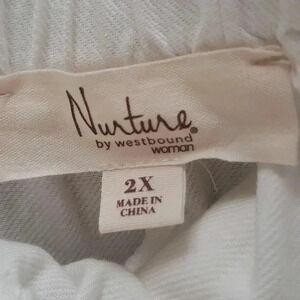 Nurture®
by westbound
woman
2X
MADE IN
CHINA